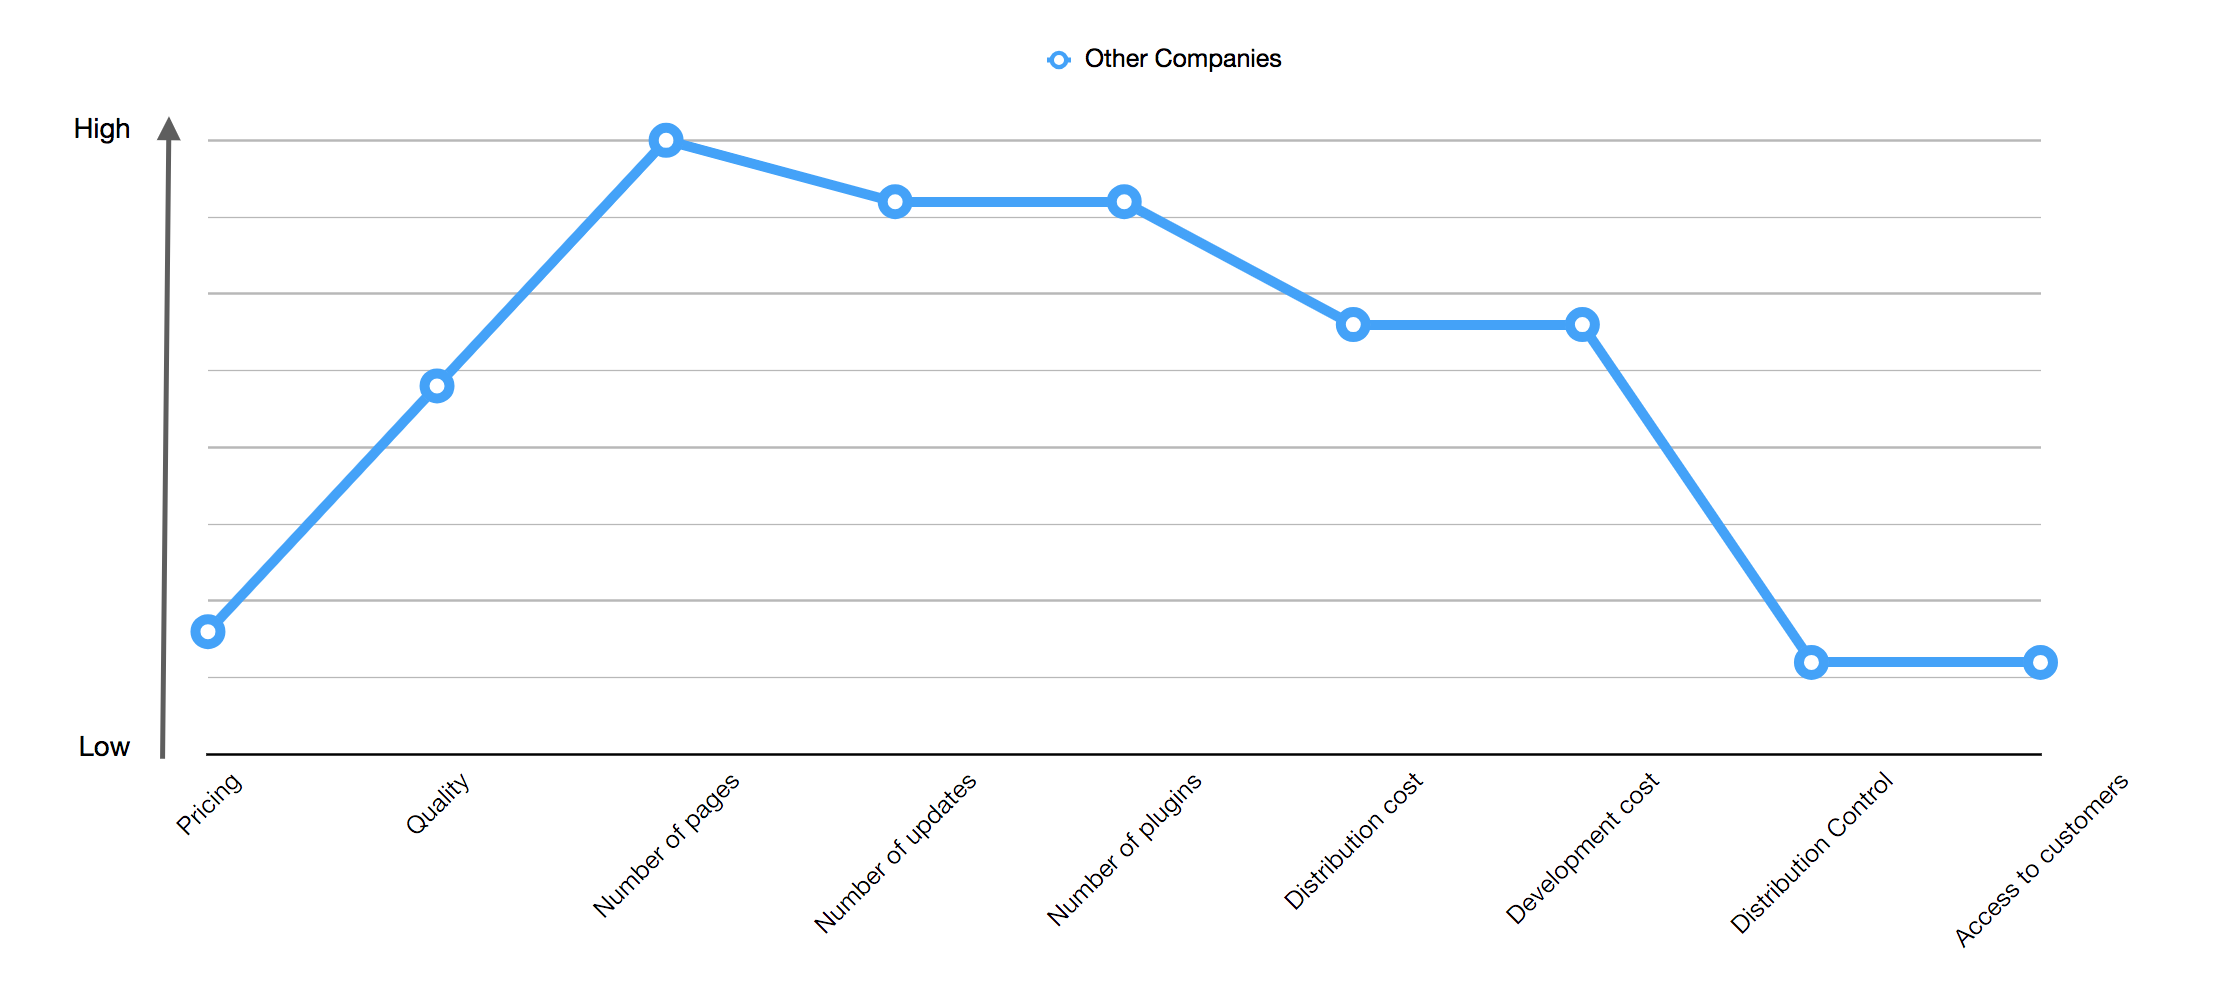 Other Companies
High
Low
Pricing
Quality
Number of pages
Number of updates
Number of plugins
Distribution cost
Development cost
Distribution Control
Access to customers